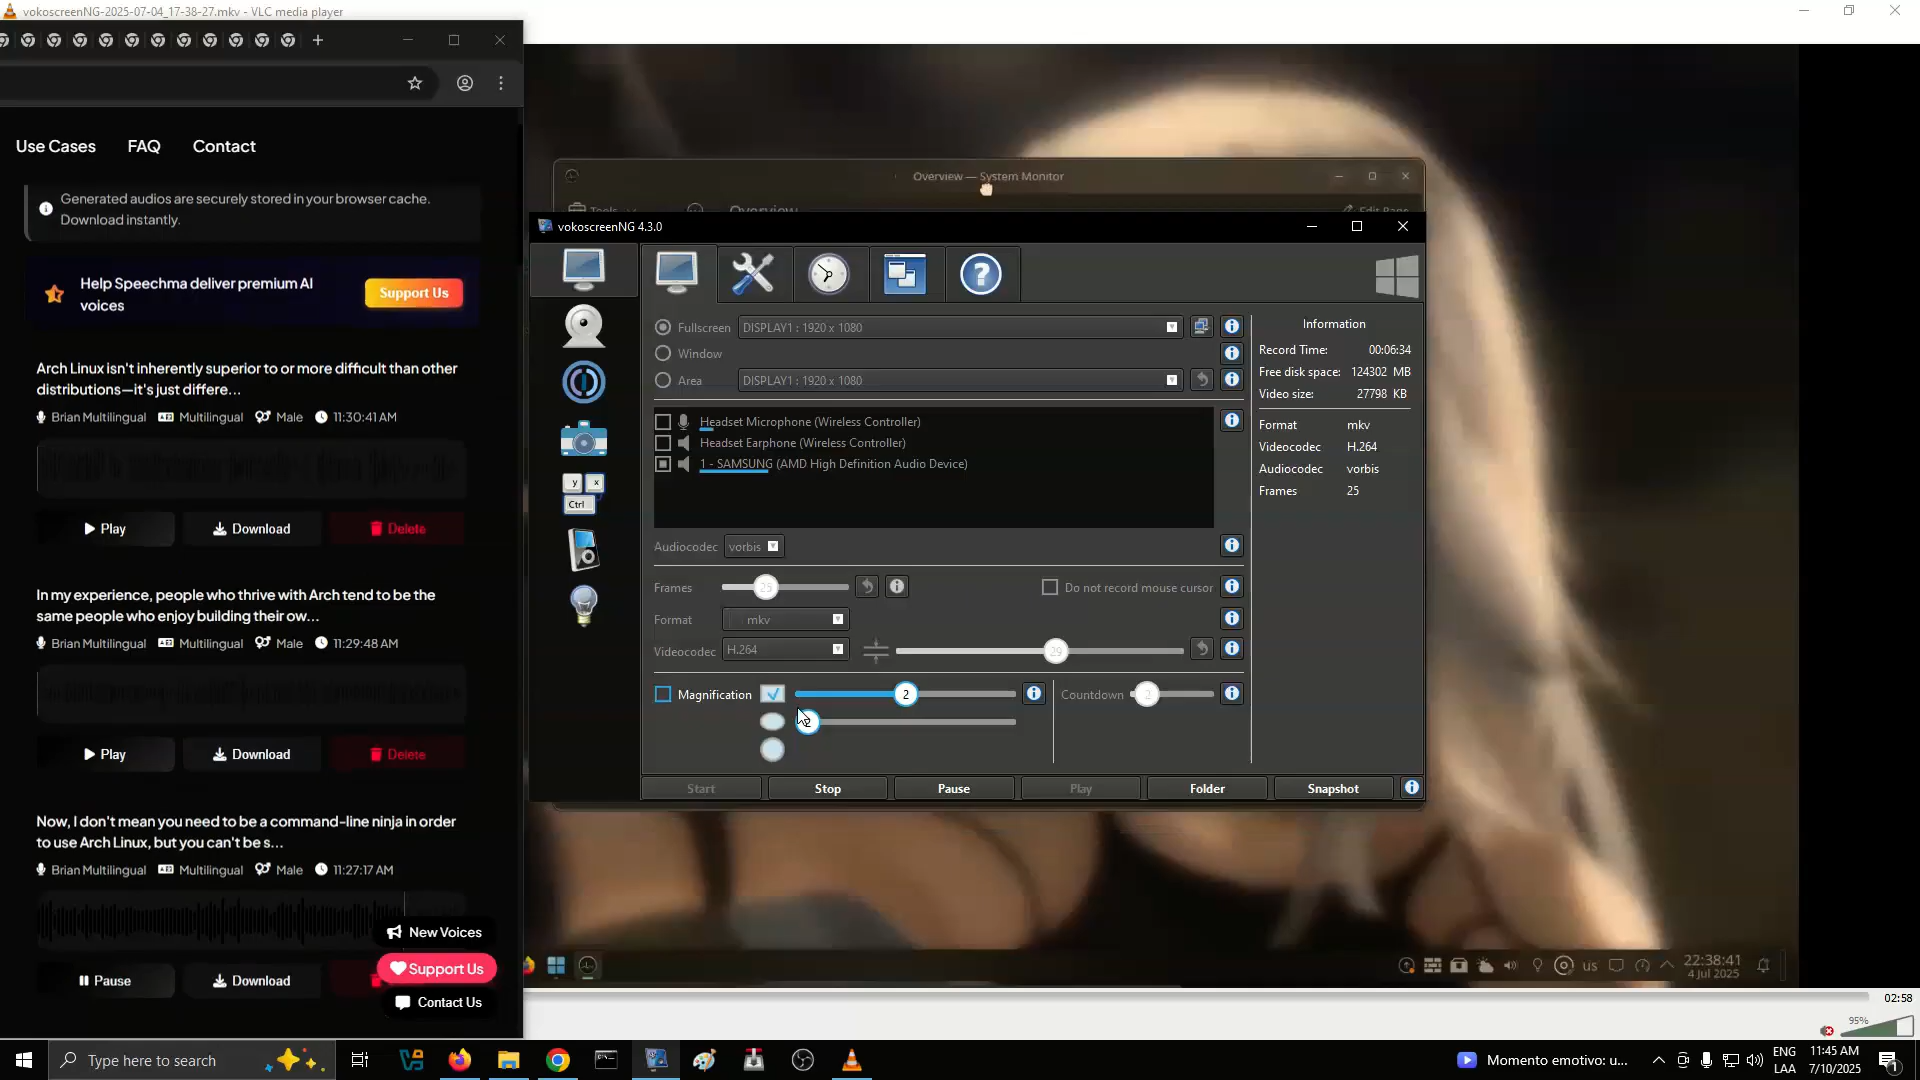 vokoscreenNG-2025-07-04_17-38-27.mkv - VLC media player
Use Cases
FAQ
Contact
Generated audios are securely stored in your browser cache.
Download instantly.
Help Speechma deliver premium AI
voices
Support Us
Arch Linux isn't inherently superior to or more difficult than other
distributions—it's just differe...
Brian Multilingual
Multilingual
Male
11:30:41 AM
Play
Download
Delete
In my experience, people who thrive with Arch tend to be the
same people who enjoy building their ow...
Brian Multilingual
Multilingual
Male
11:29:48 AM
Play
Download
Delete
Now, I don't mean you need to be a command-line ninja in order
to use Arch Linux, but you can't be s...
Brian Multilingual
Multilingual
Male
11:27:17 AM
New Voices
Pause
Download
Support Us
Contact Us
Overview — System Monitor
Tools
Overview
vokoscreenNG 4.3.0
Fullscreen
DISPLAY1 : 1920 x 1080
Window
Area
DISPLAY1 : 1920 x 1080
Headset Microphone (Wireless Controller)
Headset Earphone (Wireless Controller)
1 - SAMSUNG (AMD High Definition Audio Device)
Audiocodec
vorbis
Frames
25
Do not record mouse cursor
Format
mkv
Videocodec
H.264
29
Magnification
2
Countdown
2
2
Information
Record Time: 00:06:34
Free disk space: 124302 MB
Video size: 27798 KB
Format mkv
Videocodec H.264
Audiocodec vorbis
Frames 25
y
x
Ctrl
Start
Stop
Pause
Play
Folder
Snapshot
us
22:38:41
4 Jul 2025
02:58
95%
Type here to search
Momento emotivo: u...
ENG
LAA
11:45 AM
7/10/2025
1